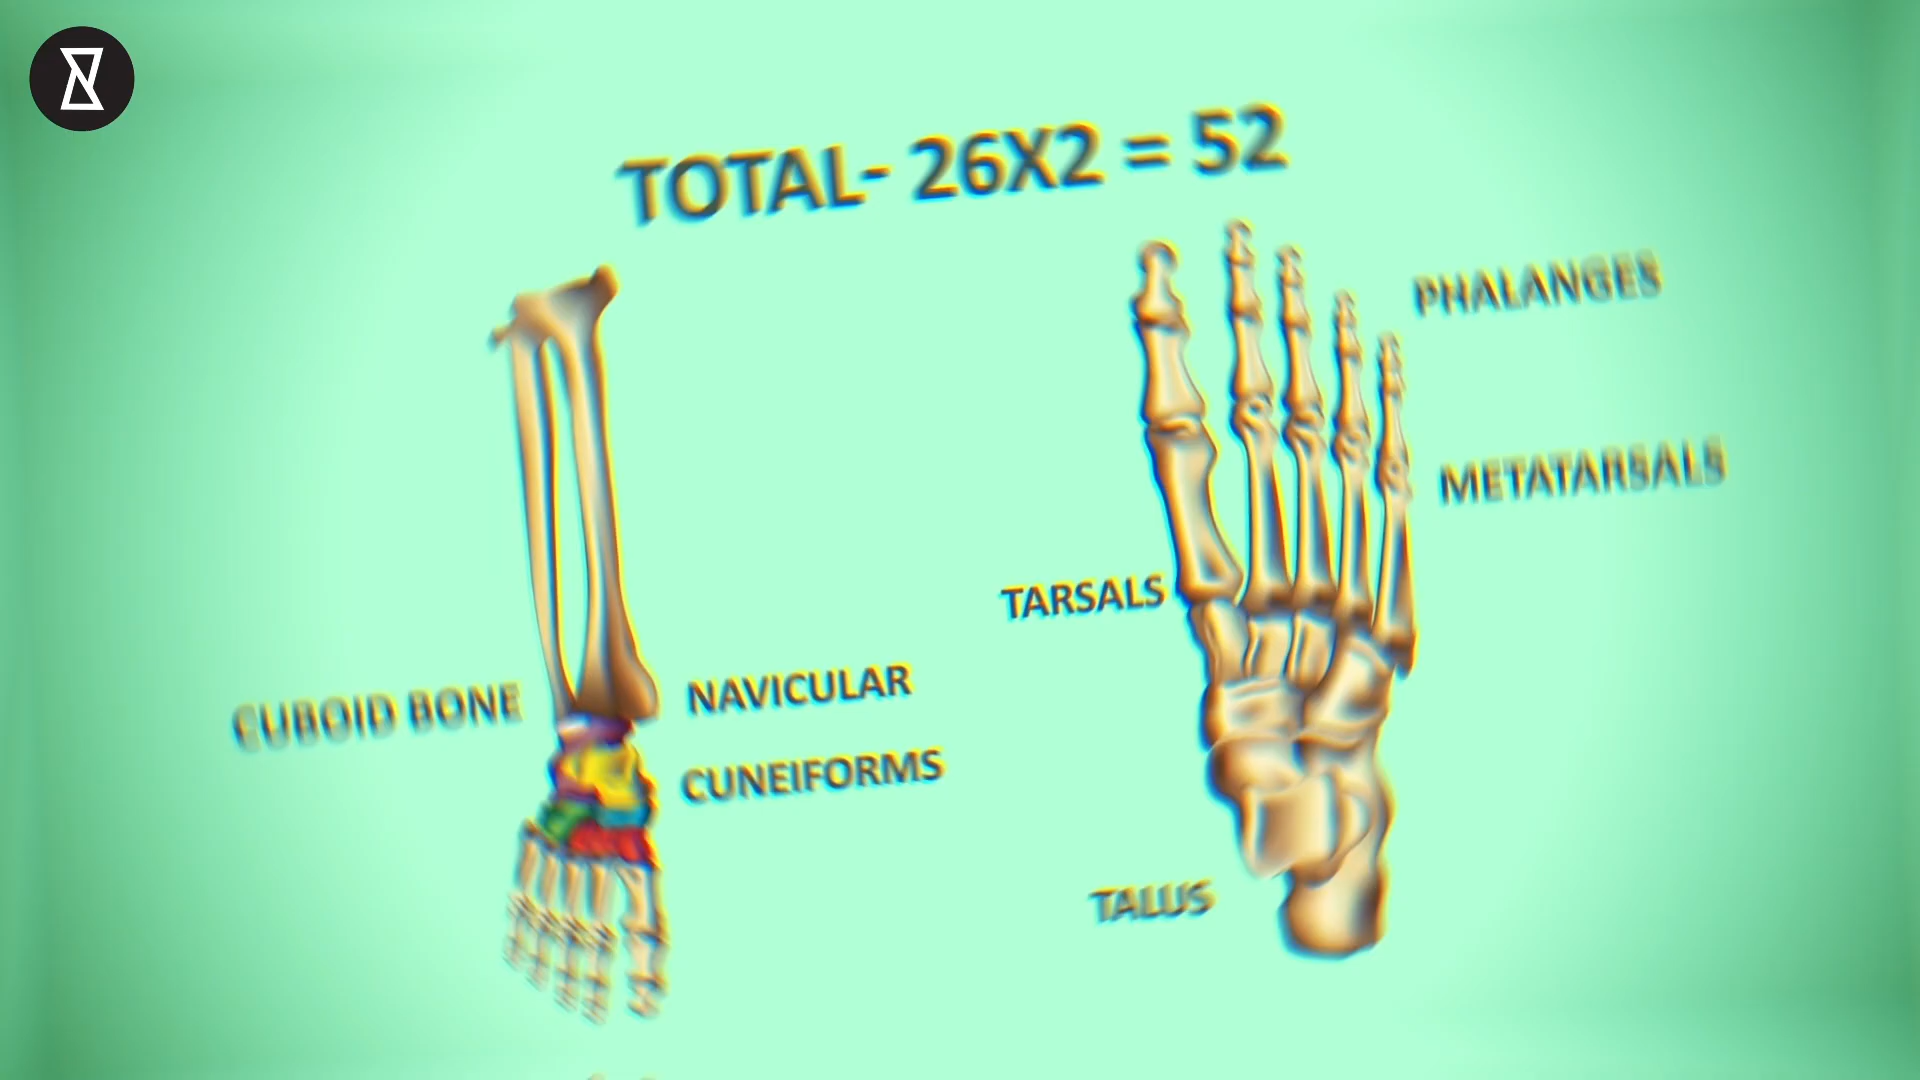 TOTAL- 26X2 = 52
PHALANGES
METATARSALS
TARSALS
CUBOID BONE
NAVICULAR
CUNEIFORMS
TALUS